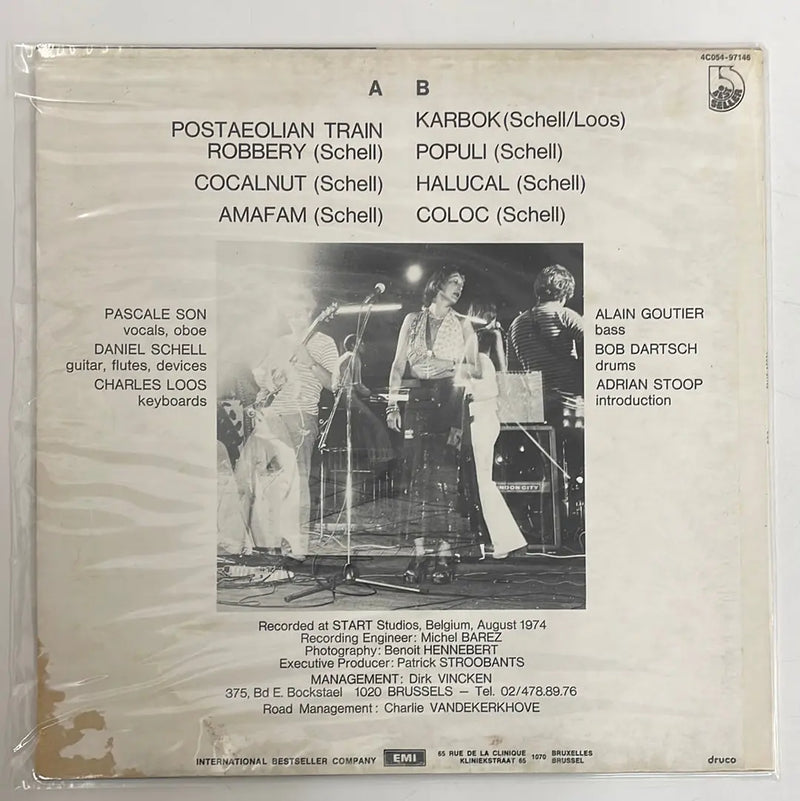 4C054-97146
BEST SELLER
A B
POSTAEOLIAN TRAIN
ROBBERY (Schell)
COCALNUT (Schell)
AMAFAM (Schell)
KARBOK (Schell/Loos)
POPULI (Schell)
HALUCAL (Schell)
COLOC (Schell)
PASCALE SON
vocals, oboe
DANIEL SCHELL
guitar, flutes, devices
CHARLES LOOS
keyboards
ALAIN GOUTIER
bass
BOB DARTSCH
drums
ADRIAN STOOP
introduction
NDON CITY
Recorded at START Studios, Belgium, August 1974
Recording Engineer: Michel BAREZ
Photography: Benoit HENNEBERT
Executive Producer: Patrick STROOBANTS
MANAGEMENT: Dirk VINCKEN
375, Bd E. Bockstael 1020 BRUSSELS — Tel. 02/478.89.76
Road Management: Charlie VANDEKERKHOVE
INTERNATIONAL BESTSELLER COMPANY EMI
65 RUE DE LA CLINIQUE 1070 BRUXELLES
KLINIEKSTRAAT 65 BRUSSEL
druco